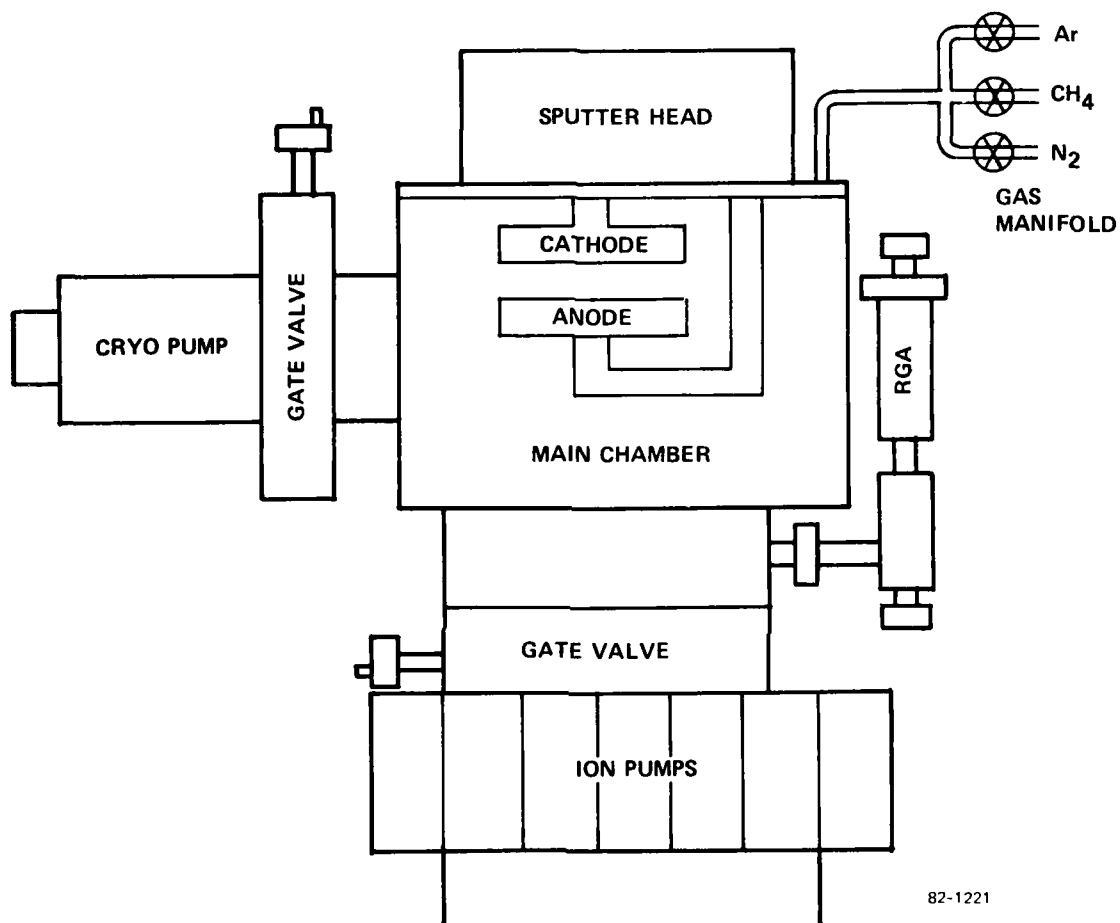 Ar
SPUTTER HEAD
CH4
N2
GAS
MANIFOLD
CATHODE
ANODE
CRYO PUMP
GATE VALVE
RGA
MAIN CHAMBER
GATE VALVE
ION PUMPS
82-1221